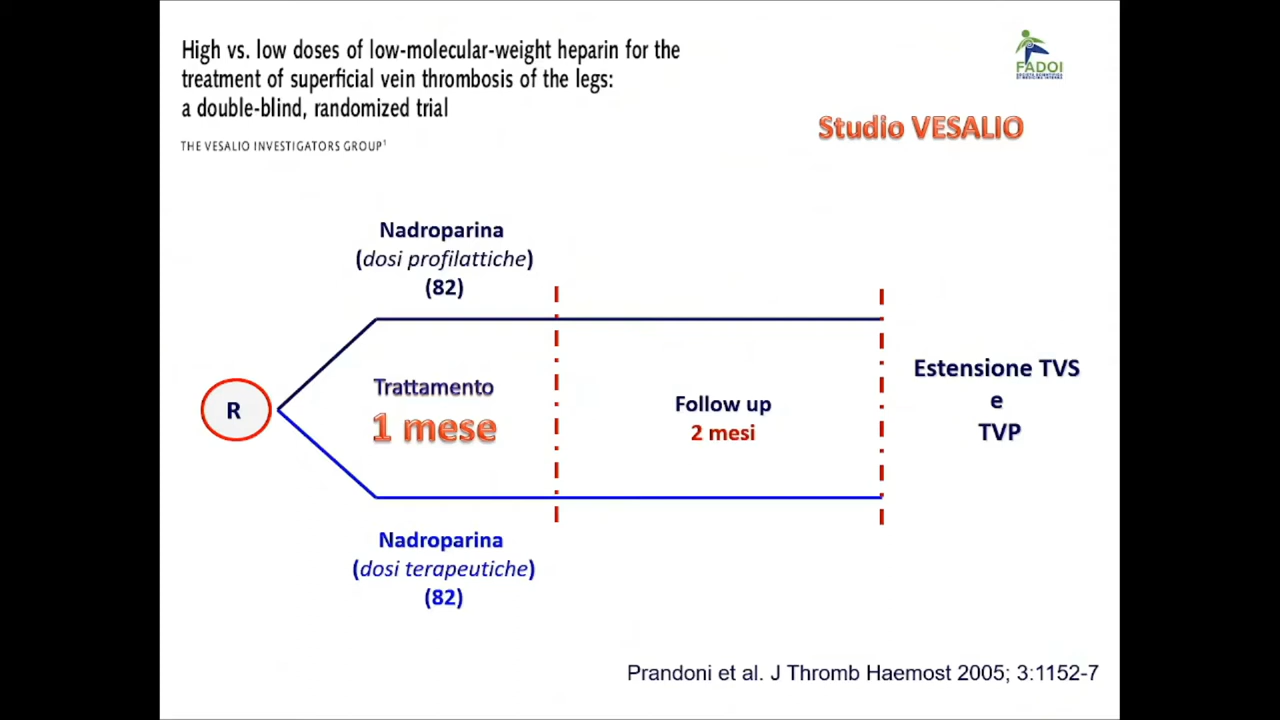 High vs. low doses of low-molecular-weight heparin for the
treatment of superficial vein thrombosis of the legs:
a double-blind, randomized trial
THE VESALIO INVESTIGATORS GROUP¹
FADOI
Studio VESALIO
Nadroparina
(dosi profilattiche)
(82)
R
Trattamento
1 mese
Follow up
2 mesi
Estensione TVS
e
TVP
Nadroparina
(dosi terapeutiche)
(82)
Prandoni et al. J Thromb Haemost 2005; 3:1152-7